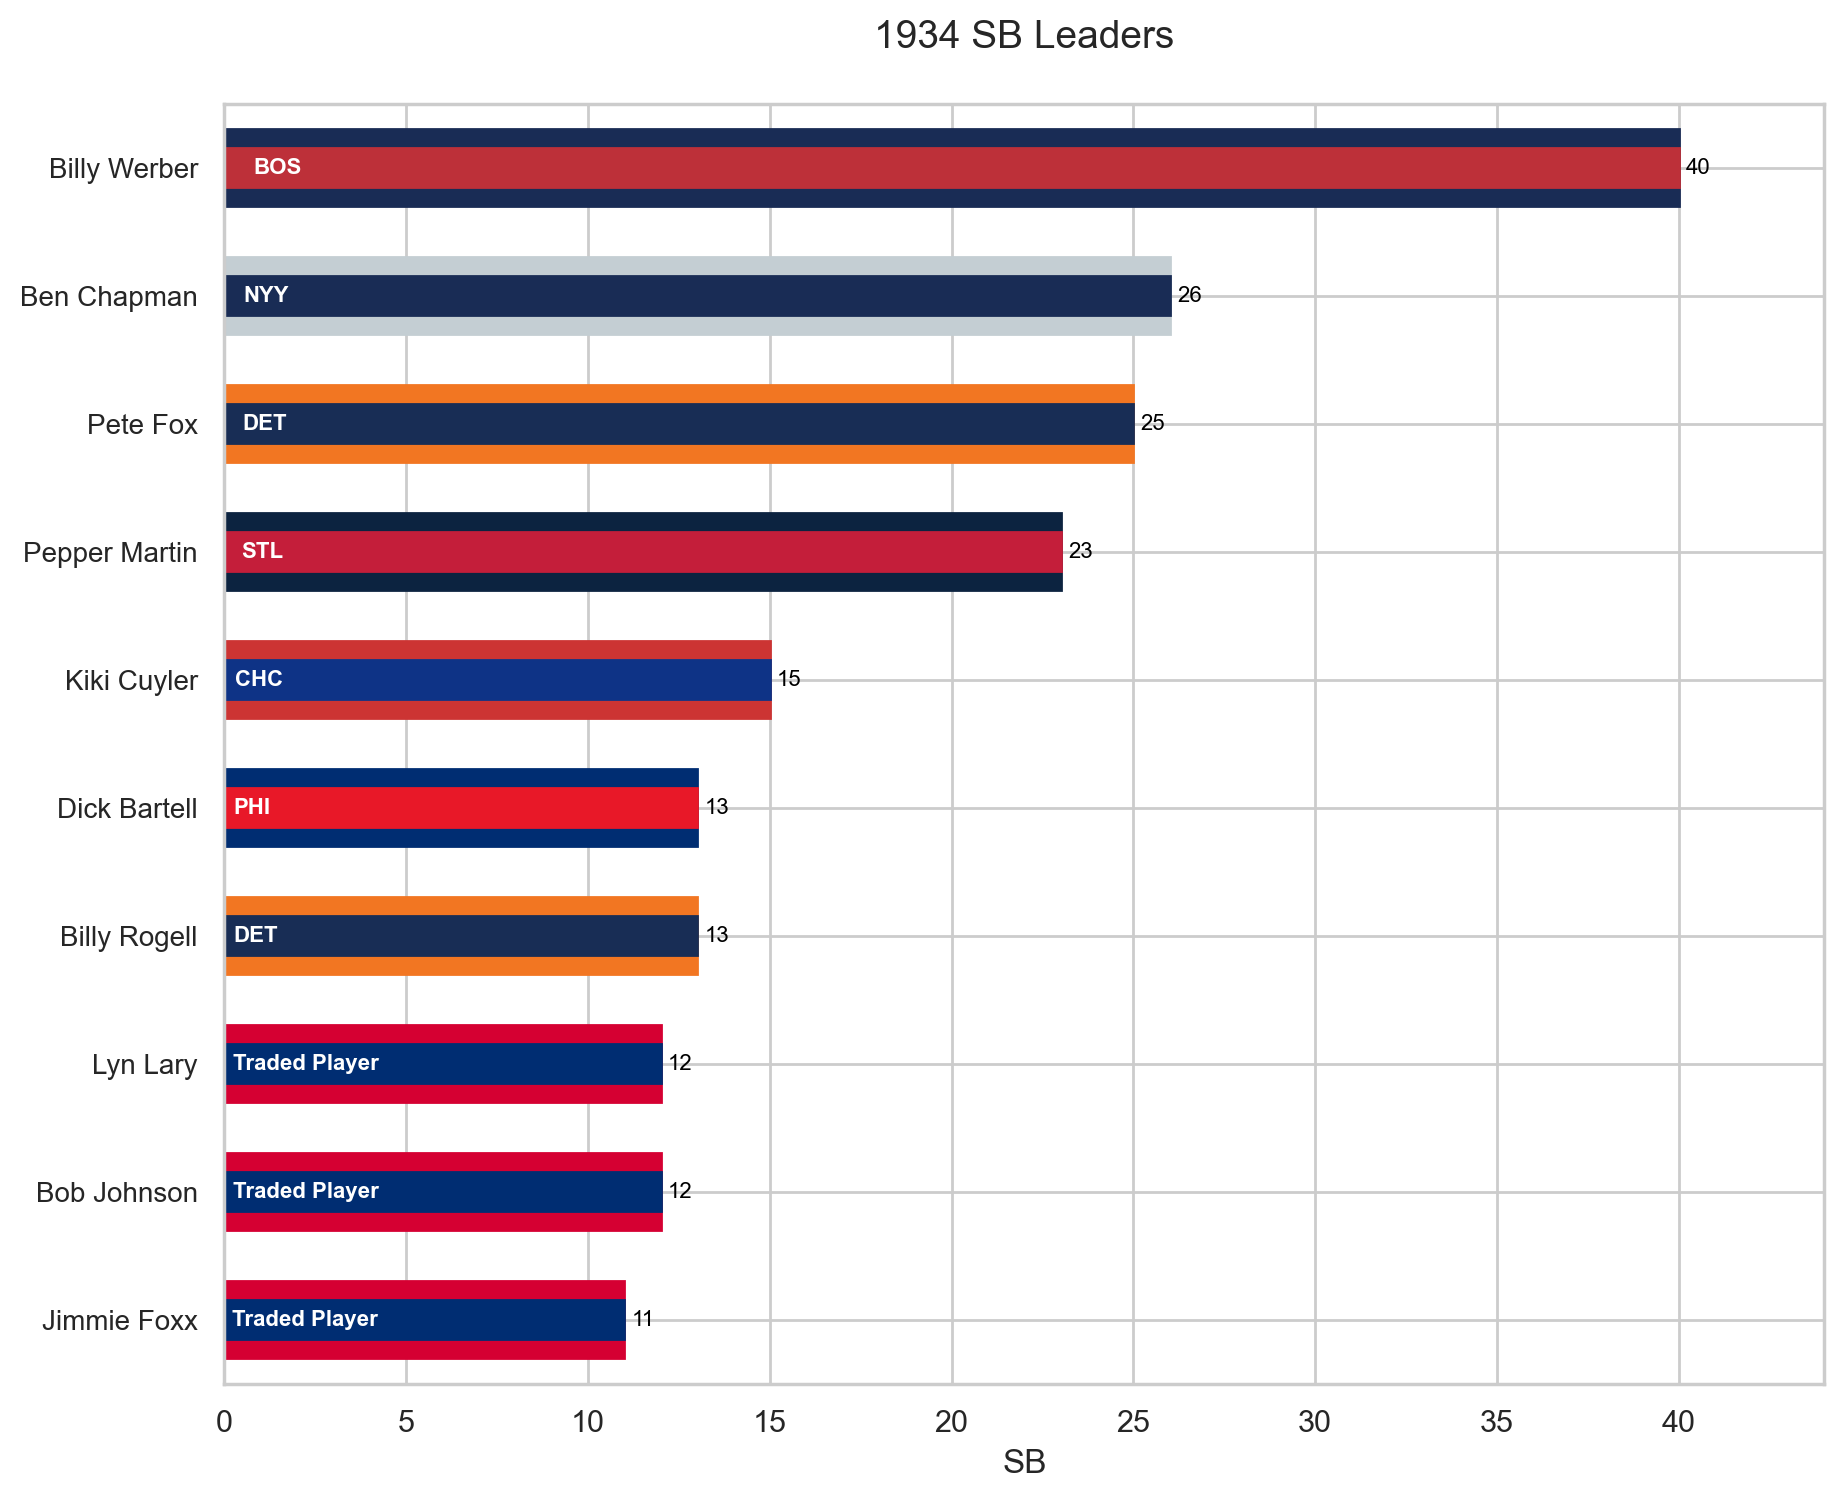 1934 SB Leaders
Billy Werber
BOS
40
Ben Chapman
NYY
26
Pete Fox
DET
25
Pepper Martin
STL
23
Kiki Cuyler
CHC
15
Dick Bartell
PHI
13
Billy Rogell
DET
13
Lyn Lary
Traded Player
12
Bob Johnson
Traded Player
12
Jimmie Foxx
Traded Player
11
0 5 10 15 20 25 30 35 40
SB